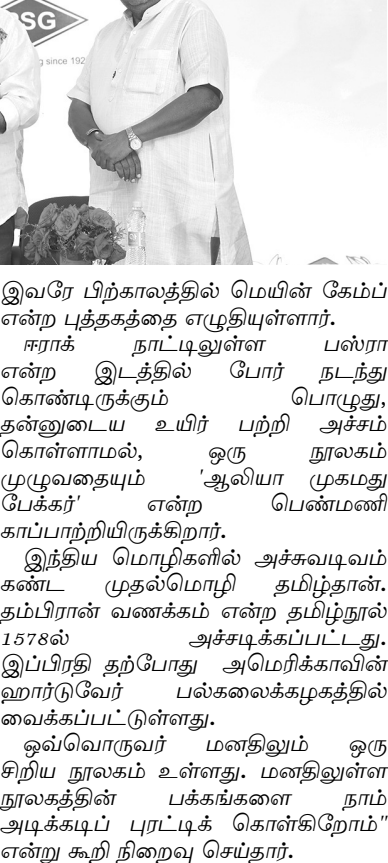 SG
g since 192
இவரே பிற்காலத்தில் மெயின் கேம்ப்
என்ற புத்தகத்தை எழுதியுள்ளார்.
ஈராக் நாட்டிலுள்ள பஸ்ரா
என்ற இடத்தில் போர் நடந்து
கொண்டிருக்கும் பொழுது,
தன்னுடைய உயிர் பற்றி அச்சம்
கொள்ளாமல், ஒரு நூலகம்
முழுவதையும் 'ஆலியா முகமது
பேக்கர்' என்ற பெண்மணி
காப்பாற்றியிருக்கிறார்.
இந்திய மொழிகளில் அச்சுவடிவம்
கண்ட முதல்மொழி தமிழ்தான்.
தம்பிரான் வணக்கம் என்ற தமிழ்நூல்
1578ல் அச்சடிக்கப்பட்டது.
இப்பிரதி தற்போது அமெரிக்காவின்
ஹார்டுவேர் பல்கலைக்கழகத்தில்
வைக்கப்பட்டுள்ளது.
ஒவ்வொருவர் மனதிலும் ஒரு
சிறிய நூலகம் உள்ளது. மனதிலுள்ள
நூலகத்தின் பக்கங்களை நாம்
அடிக்கடிப் புரட்டிக் கொள்கிறோம்"
என்று கூறி நிறைவு செய்தார்.